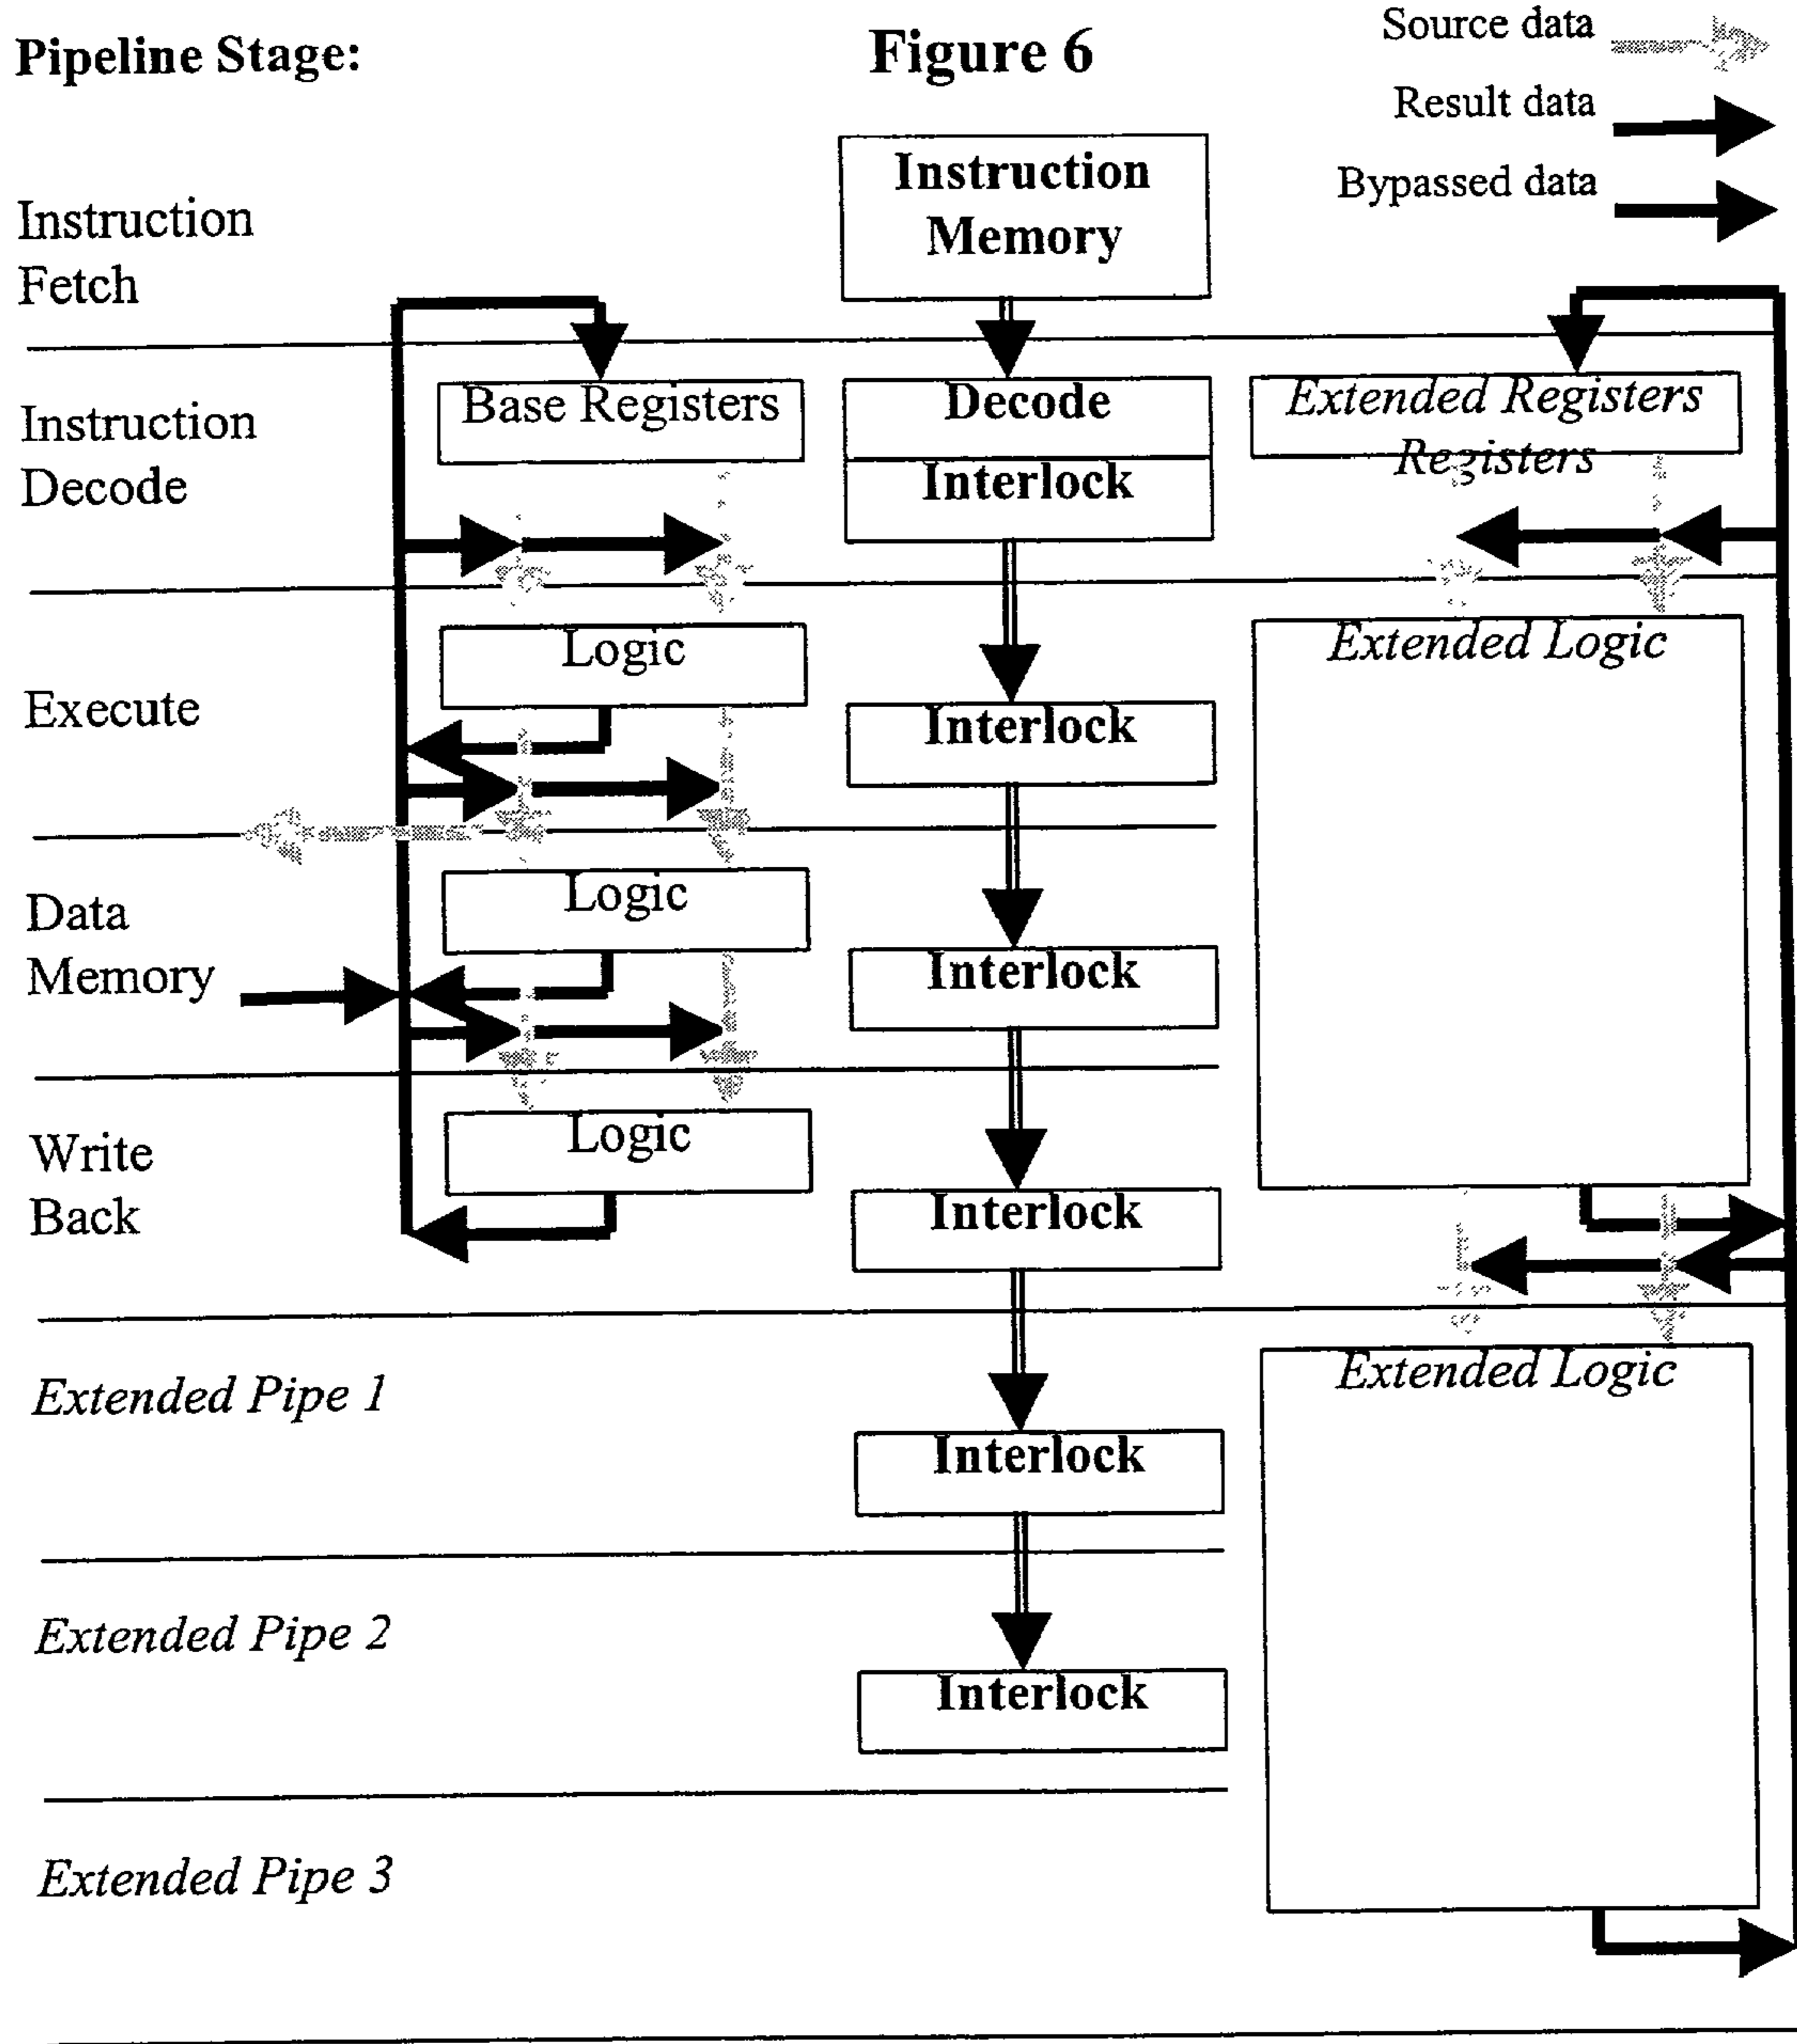 Pipeline Stage:
Figure 6
Source data
Result data
Bypassed data
Instruction
Memory
Instruction
Fetch
Base Registers
Decode
Interlock
Extended Registers
Registers
Instruction
Decode
Logic
Extended Logic
Execute
Interlock
Logic
Data
Memory
Interlock
Logic
Write
Back
Interlock
Extended Logic
Extended Pipe 1
Interlock
Extended Pipe 2
Interlock
Extended Pipe 3